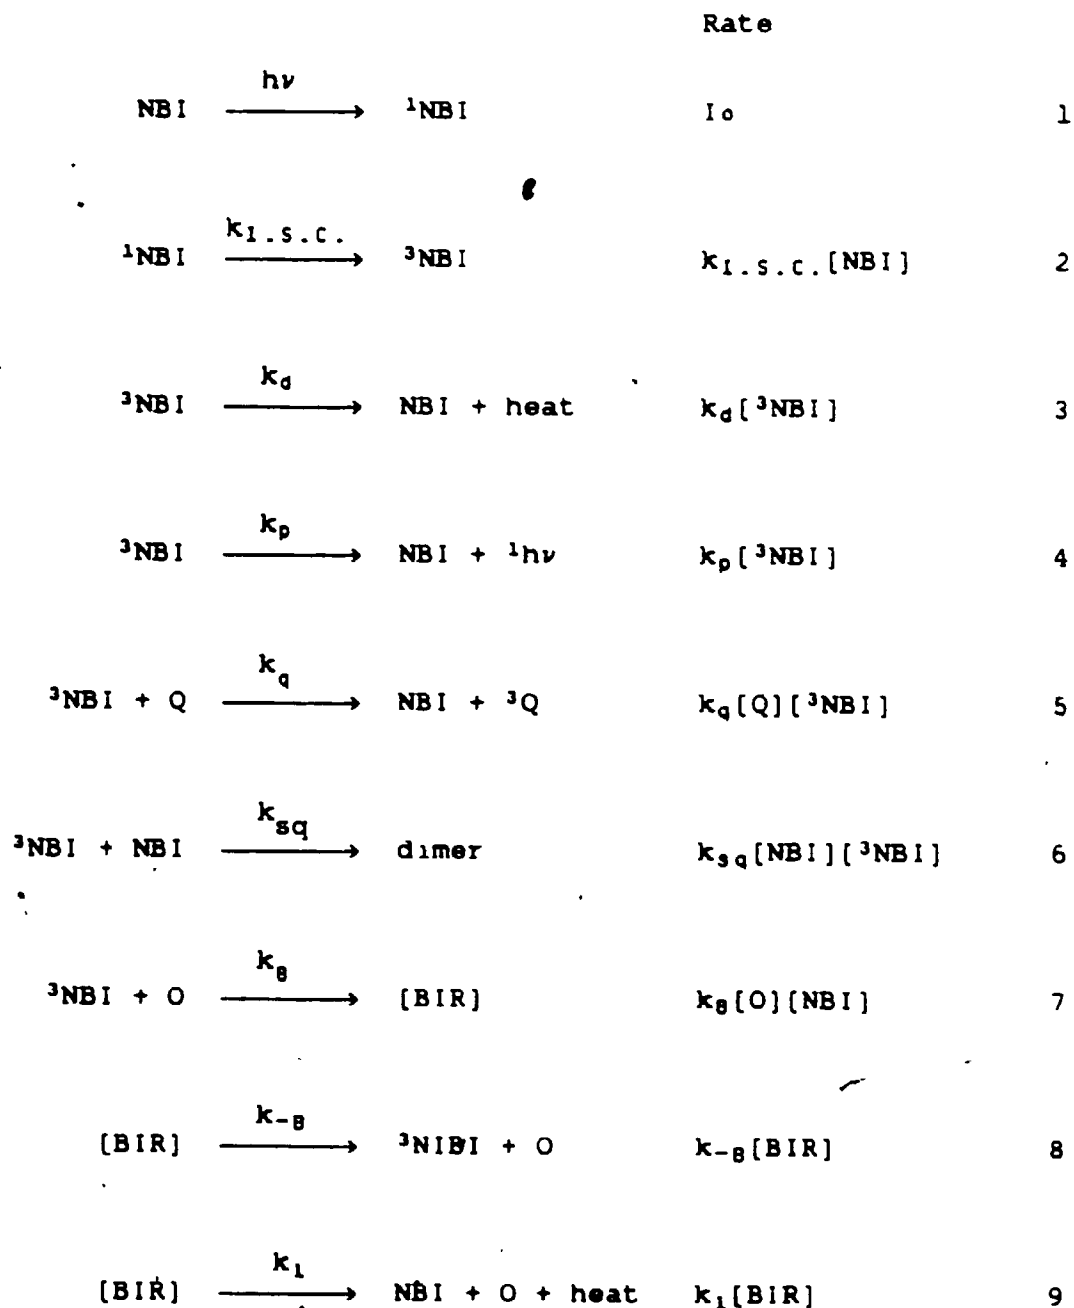 Rate
hν
NBI ⟶ ¹NBI Io 1
k_I.S.C.
¹NBI ⟶ ³NBI k_I.S.C.[NBI] 2
k_d
³NBI ⟶ NBI + heat k_d[³NBI] 3
k_p
³NBI ⟶ NBI + ¹hν k_p[³NBI] 4
k_q
³NBI + Q ⟶ NBI + ³Q k_q[Q][³NBI] 5
k_sq
³NBI + NBI ⟶ dimer k_sq[NBI][³NBI] 6
k_B
³NBI + O ⟶ [BIR] k_B[O][NBI] 7
k_-B
[BIR] ⟶ ³NIBI + O k_-B[BIR] 8
k_1
[BIR] ⟶ NBI + O + heat k_1[BIR] 9